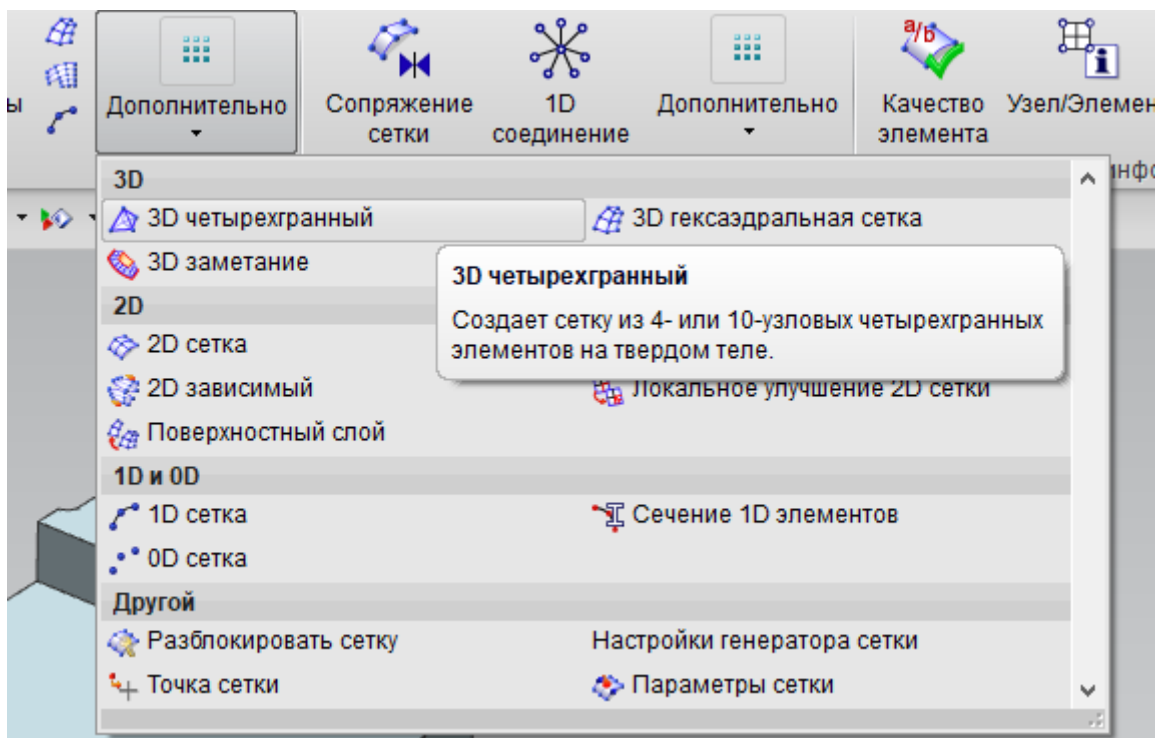 a/b
i
ы
Дополнительно
Сопряжение
сетки
1D
соединение
Дополнительно
Качество
элемента
Узел/Элемен
инфо
3D
3D четырехгранный
3D гексаэдральная сетка
3D заметание
3D четырехгранный
Создает сетку из 4- или 10-узловых четырехгранных
элементов на твердом теле.
2D
2D сетка
2D зависимый
Локальное улучшение 2D сетки
Поверхностный слой
1D и 0D
1D сетка
Сечение 1D элементов
0D сетка
Другой
Разблокировать сетку
Настройки генератора сетки
Точка сетки
Параметры сетки